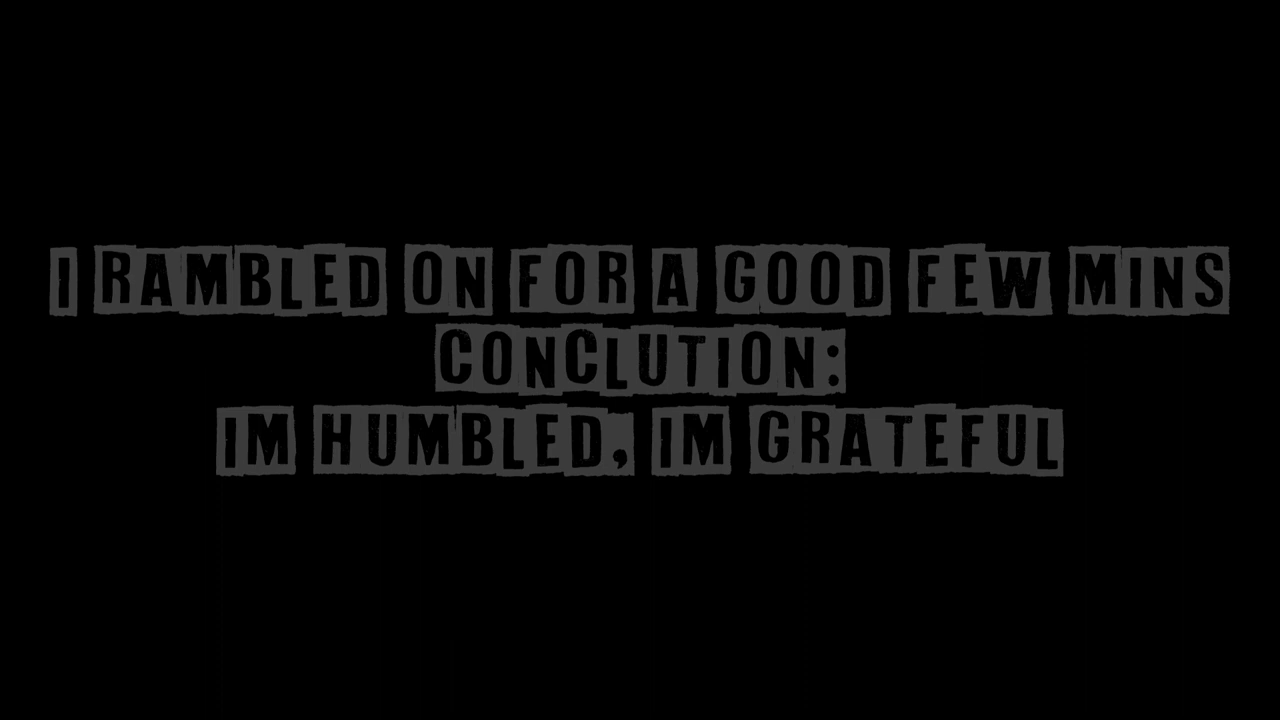 I RAMBLED ON FOR A GOOD FEW MINS
CONCLUTION:
IM HUMBLED, IM GRATEFUL